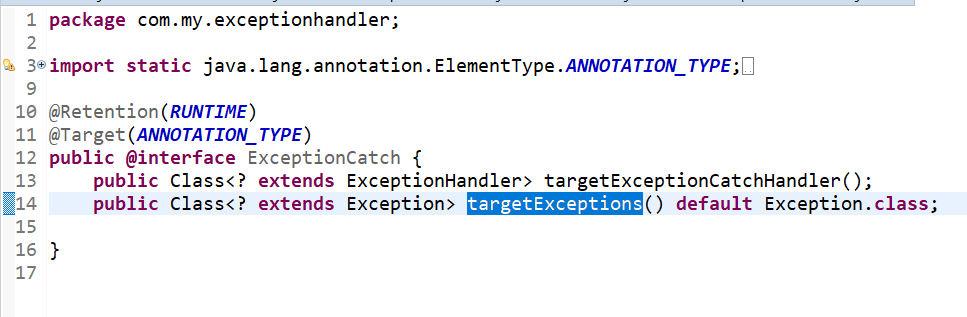 1 package com.my.exceptionhandler;
2
3 import static java.lang.annotation.ElementType.ANNOTATION_TYPE;
9
10 @Retention(RUNTIME)
11 @Target(ANNOTATION_TYPE)
12 public @interface ExceptionCatch {
13 public Class<? extends ExceptionHandler> targetExceptionCatchHandler();
14 public Class<? extends Exception> targetExceptions() default Exception.class;
15
16 }
17